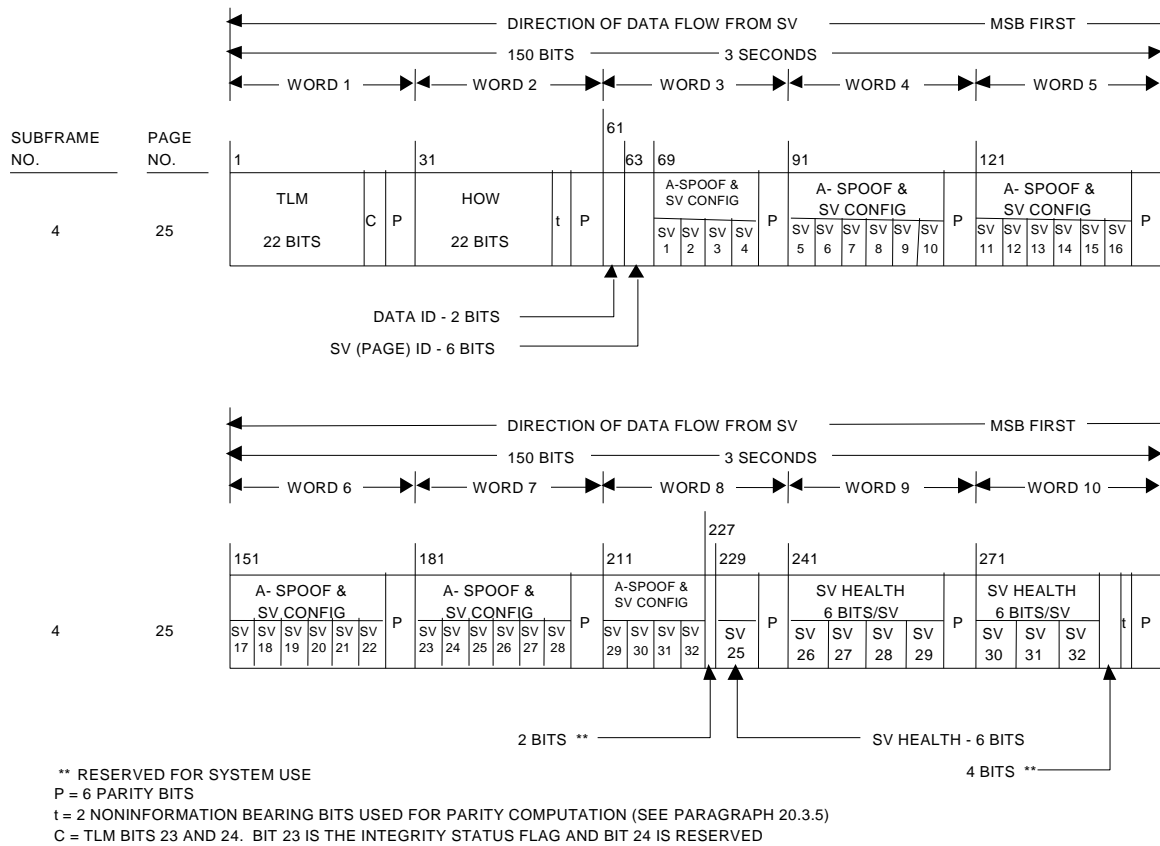 DIRECTION OF DATA FLOW FROM SV MSB FIRST
150 BITS 3 SECONDS
WORD 1 WORD 2 WORD 3 WORD 4 WORD 5
SUBFRAME NO. PAGE NO.
61
1 31 63 69 91 121
4 25
TLM 22 BITS C P
HOW 22 BITS t P
A-SPOOF & SV CONFIG
SV 1 SV 2 SV 3 SV 4 P
A- SPOOF & SV CONFIG
SV 5 SV 6 SV 7 SV 8 SV 9 SV 10 P
A- SPOOF & SV CONFIG
SV 11 SV 12 SV 13 SV 14 SV 15 SV 16 P
DATA ID - 2 BITS
SV (PAGE) ID - 6 BITS
DIRECTION OF DATA FLOW FROM SV MSB FIRST
150 BITS 3 SECONDS
WORD 6 WORD 7 WORD 8 WORD 9 WORD 10
227
151 181 211 229 241 271
4 25
A- SPOOF & SV CONFIG
SV 17 SV 18 SV 19 SV 20 SV 21 SV 22 P
A- SPOOF & SV CONFIG
SV 23 SV 24 SV 25 SV 26 SV 27 SV 28 P
A-SPOOF & SV CONFIG
SV 29 SV 30 SV 31 SV 32
SV 25 P
SV HEALTH 6 BITS/SV
SV 26 SV 27 SV 28 SV 29 P
SV HEALTH 6 BITS/SV
SV 30 SV 31 SV 32 t P
2 BITS ** SV HEALTH - 6 BITS
4 BITS **
** RESERVED FOR SYSTEM USE
P = 6 PARITY BITS
t = 2 NONINFORMATION BEARING BITS USED FOR PARITY COMPUTATION (SEE PARAGRAPH 20.3.5)
C = TLM BITS 23 AND 24. BIT 23 IS THE INTEGRITY STATUS FLAG AND BIT 24 IS RESERVED